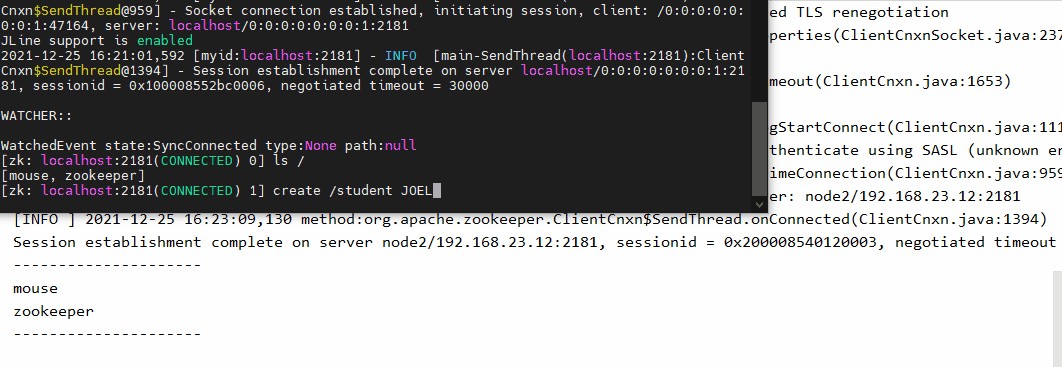 Cnxn$SendThread@959] - Socket connection established, initiating session, client: /0:0:0:0:0:
0:0:1:47164, server: localhost/0:0:0:0:0:0:0:1:2181
JLine support is enabled
2021-12-25 16:21:01,592 [myid:localhost:2181] - INFO  [main-SendThread(localhost:2181):Client
Cnxn$SendThread@1394] - Session establishment complete on server localhost/0:0:0:0:0:0:0:1:21
81, sessionid = 0x100008552bc0006, negotiated timeout = 30000
WATCHER::
WatchedEvent state:SyncConnected type:None path:null
[zk: localhost:2181(CONNECTED) 0] ls /
[mouse, zookeeper]
[zk: localhost:2181(CONNECTED) 1] create /student JOEL
ed TLS renegotiation
perties(ClientCnxnSocket.java:237
meout(ClientCnxn.java:1653)
gStartConnect(ClientCnxn.java:111
thenticate using SASL (unknown er
imeConnection(ClientCnxn.java:959
er: node2/192.168.23.12:2181
[INFO ] 2021-12-25 16:23:09,130 method:org.apache.zookeeper.ClientCnxn$SendThread.onConnected(ClientCnxn.java:1394)
Session establishment complete on server node2/192.168.23.12:2181, sessionid = 0x200008540120003, negotiated timeout
--------------------
mouse
zookeeper
--------------------